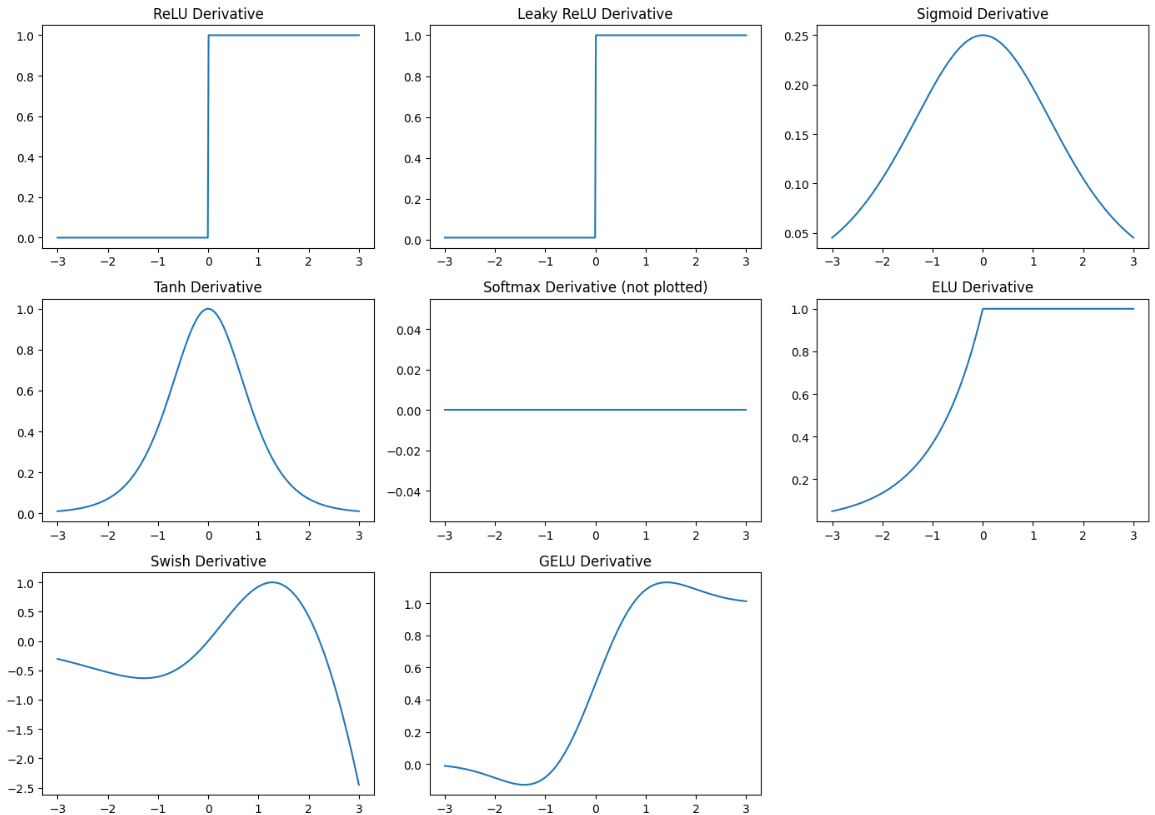 ReLU Derivative
1.0
0.8
0.6
0.4
0.2
0.0
−3 −2 −1 0 1 2 3
Leaky ReLU Derivative
1.0
0.8
0.6
0.4
0.2
0.0
−3 −2 −1 0 1 2 3
Sigmoid Derivative
0.25
0.20
0.15
0.10
0.05
−3 −2 −1 0 1 2 3
Tanh Derivative
1.0
0.8
0.6
0.4
0.2
0.0
−3 −2 −1 0 1 2 3
Softmax Derivative (not plotted)
0.04
0.02
0.00
−0.02
−0.04
−3 −2 −1 0 1 2 3
ELU Derivative
1.0
0.8
0.6
0.4
0.2
−3 −2 −1 0 1 2 3
Swish Derivative
1.0
0.5
0.0
−0.5
−1.0
−1.5
−2.0
−2.5
−3 −2 −1 0 1 2 3
GELU Derivative
1.0
0.8
0.6
0.4
0.2
0.0
−3 −2 −1 0 1 2 3